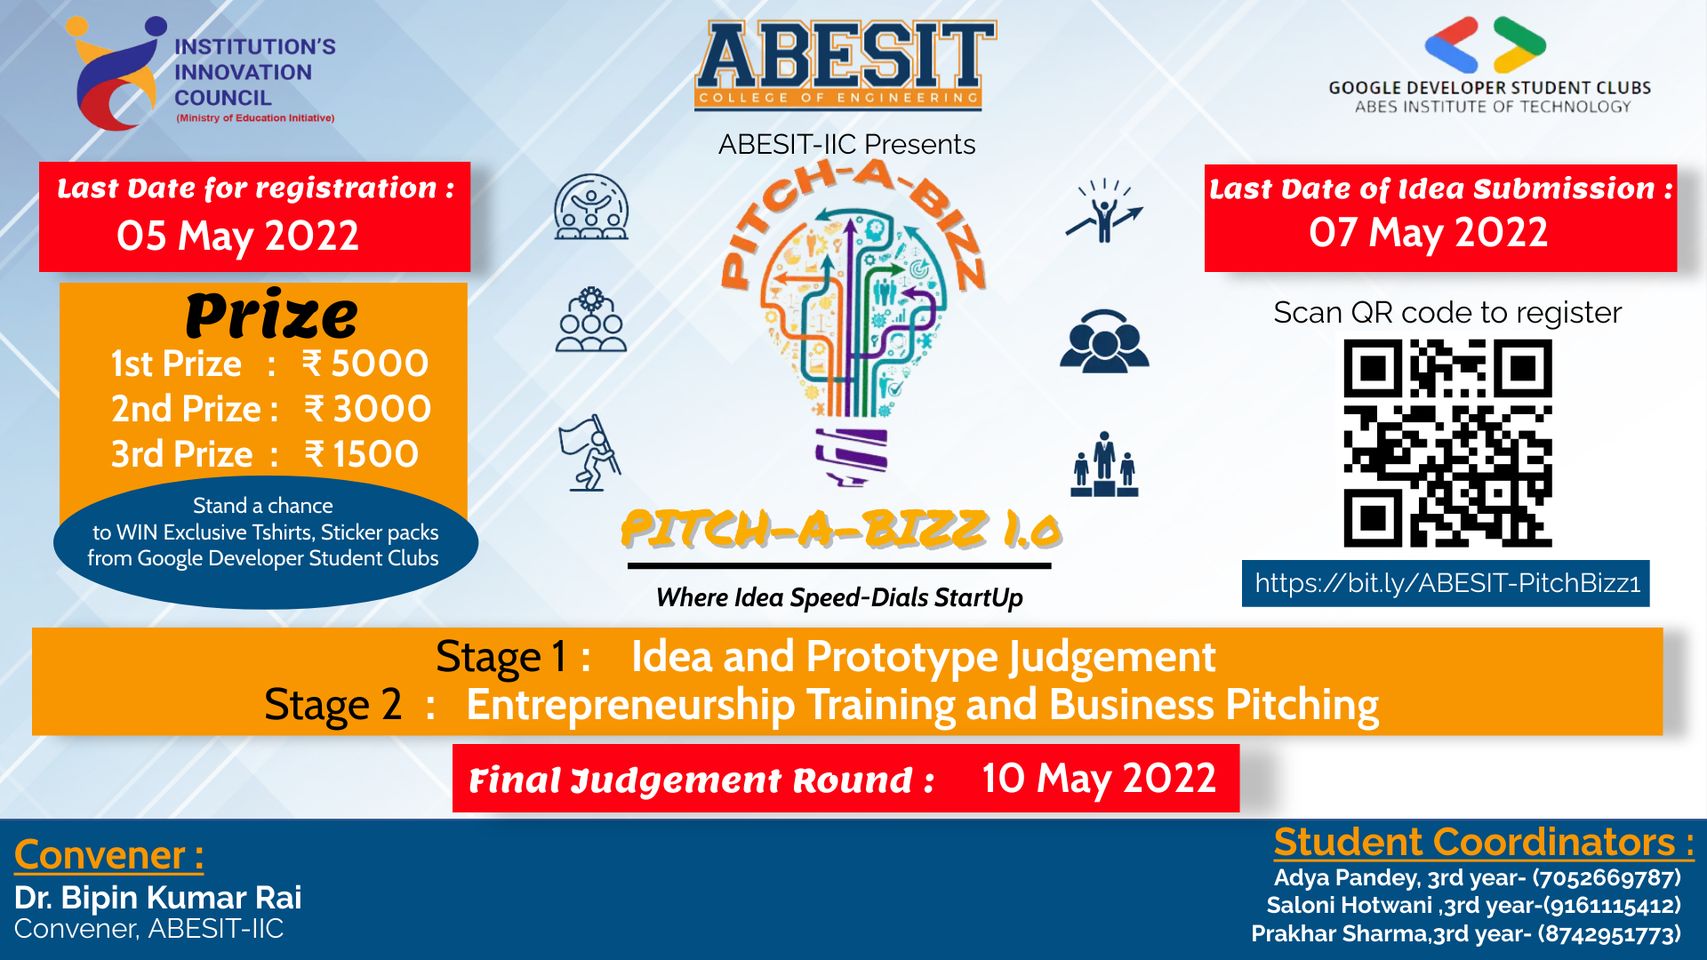 INSTITUTION'S
INNOVATION
COUNCIL
(Ministry of Education Initiative)
ABESIT
COLLEGE OF ENGINEERING
GOOGLE DEVELOPER STUDENT CLUBS
ABES INSTITUTE OF TECHNOLOGY
ABESIT-IIC Presents
PITCH-A-BIZZ
Last Date for registration :
05 May 2022
Last Date of Idea Submission :
07 May 2022
Prize
1st Prize : ₹ 5000
2nd Prize : ₹ 3000
3rd Prize : ₹ 1500
Stand a chance
to WIN Exclusive Tshirts, Sticker packs
from Google Developer Student Clubs
Scan QR code to register
https://bit.ly/ABESIT-PitchBizz1
PITCH-A-BIZZ 1.0
Where Idea Speed-Dials StartUp
Stage 1 : Idea and Prototype Judgement
Stage 2 : Entrepreneurship Training and Business Pitching
Final Judgement Round : 10 May 2022
Convener :
Dr. Bipin Kumar Rai
Convener, ABESIT-IIC
Student Coordinators :
Adya Pandey, 3rd year- (7052669787)
Saloni Hotwani ,3rd year-(9161115412)
Prakhar Sharma,3rd year- (8742951773)